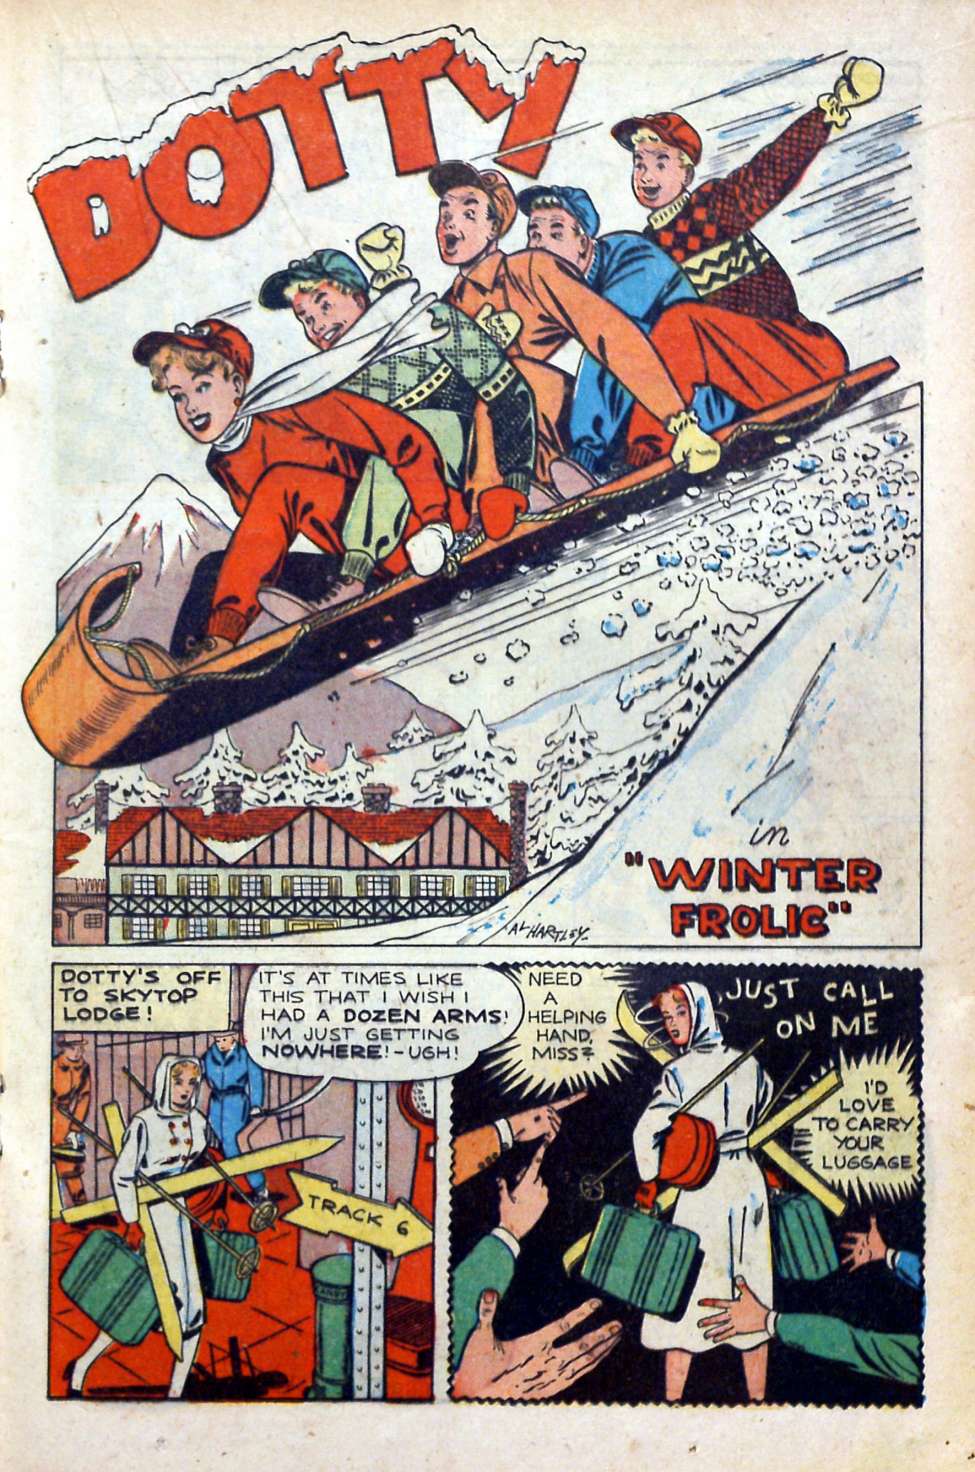 DOTTY
in
"WINTER
FROLIC"
AL HARTLEY_
DOTTY'S OFF
TO SKYTOP
LODGE!
IT'S AT TIMES LIKE
THIS THAT I WISH I
HAD A DOZEN ARMS!
I'M JUST GETTING
NOWHERE!-UGH!
TRACK 6
NEED
A
HELPING
HAND,
MISS?
JUST CALL
ON ME
I'D
LOVE
TO CARRY
YOUR
LUGGAGE